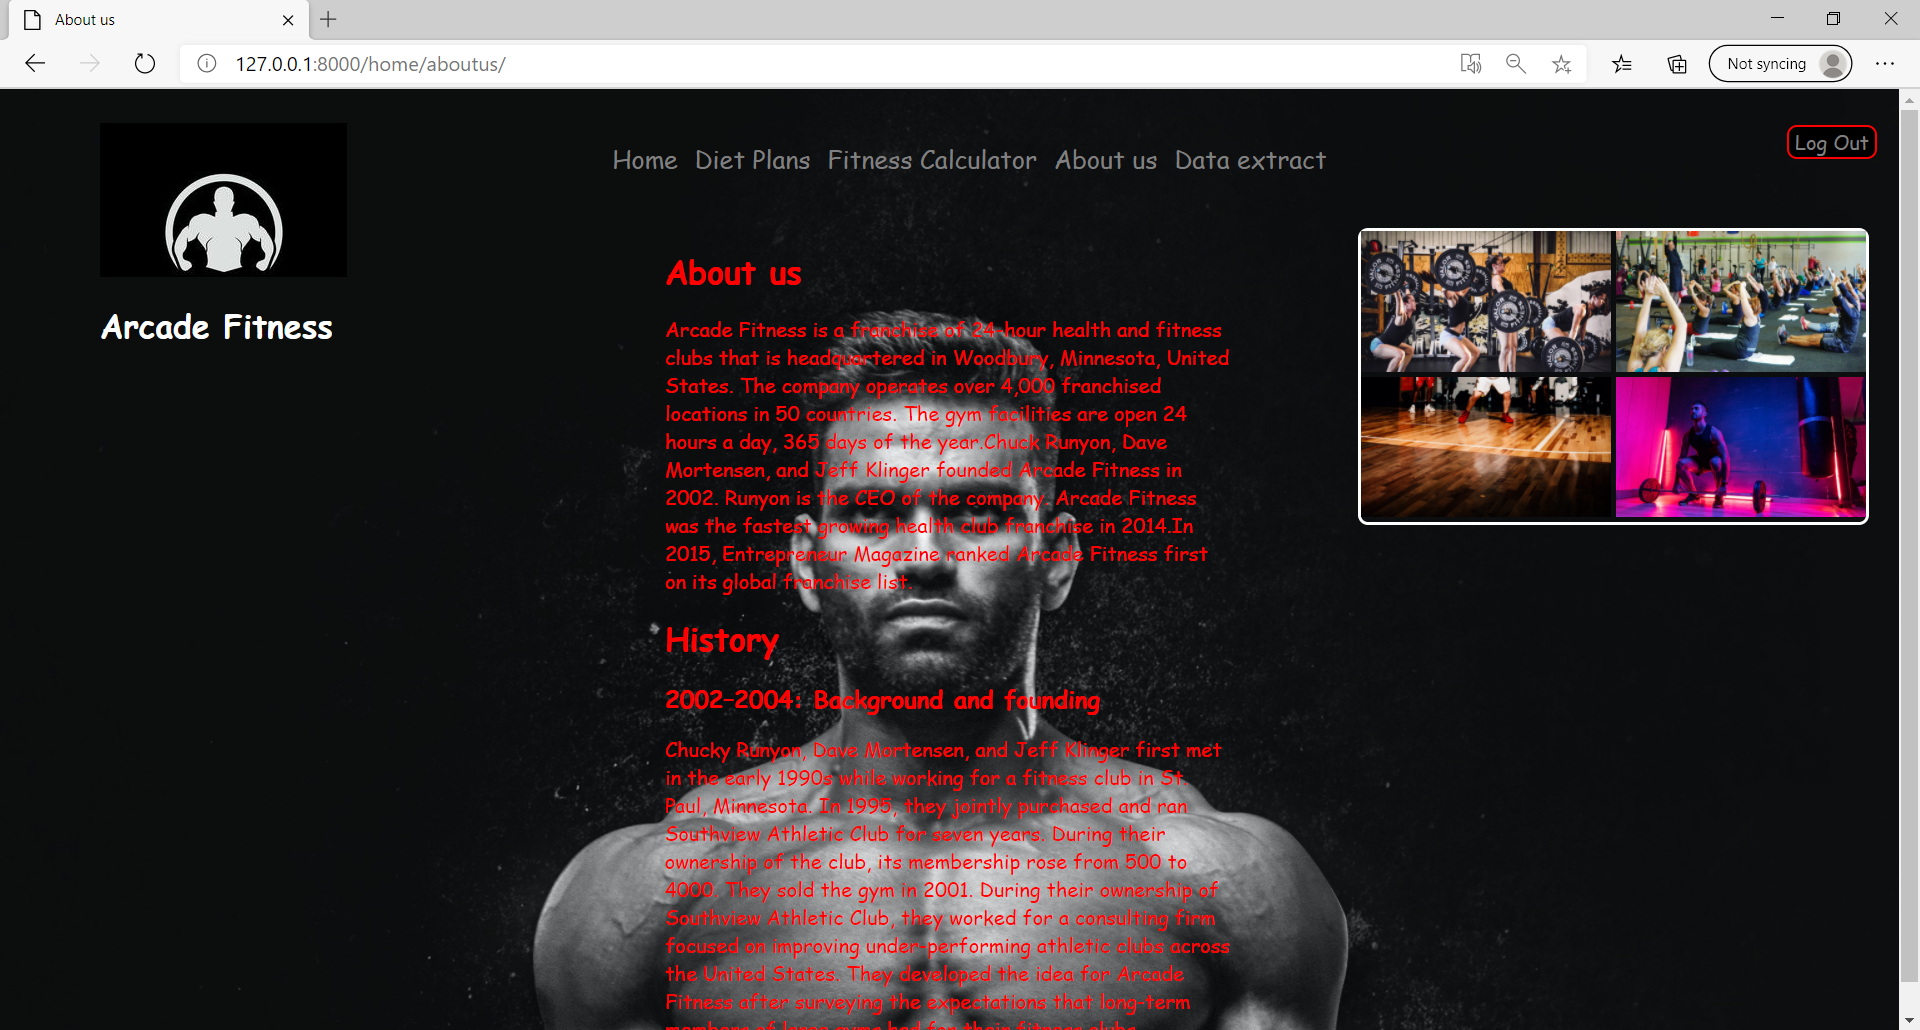 About us
127.0.0.1:8000/home/aboutus/
Not syncing
Home Diet Plans Fitness Calculator About us Data extract
Log Out
Arcade Fitness
About us
Arcade Fitness is a franchise of 24-hour health and fitness
clubs that is headquartered in Woodbury, Minnesota, United
States. The company operates over 4,000 franchised
locations in 50 countries. The gym facilities are open 24
hours a day, 365 days of the year.Chuck Runyon, Dave
Mortensen, and Jeff Klinger founded Arcade Fitness in
2002. Runyon is the CEO of the company. Arcade Fitness
was the fastest growing health club franchise in 2014.In
2015, Entrepreneur Magazine ranked Arcade Fitness first
on its global franchise list.
History
2002–2004: Background and founding
Chucky Runyon, Dave Mortensen, and Jeff Klinger first met
in the early 1990s while working for a fitness club in St.
Paul, Minnesota. In 1995, they jointly purchased and ran
Southview Athletic Club for seven years. During their
ownership of the club, its membership rose from 500 to
4000. They sold the gym in 2001. During their ownership of
Southview Athletic Club, they worked for a consulting firm
focused on improving under-performing athletic clubs across
the United States. They developed the idea for Arcade
Fitness after surveying the expectations that long-term
members of large gyms had for their fitness clubs.